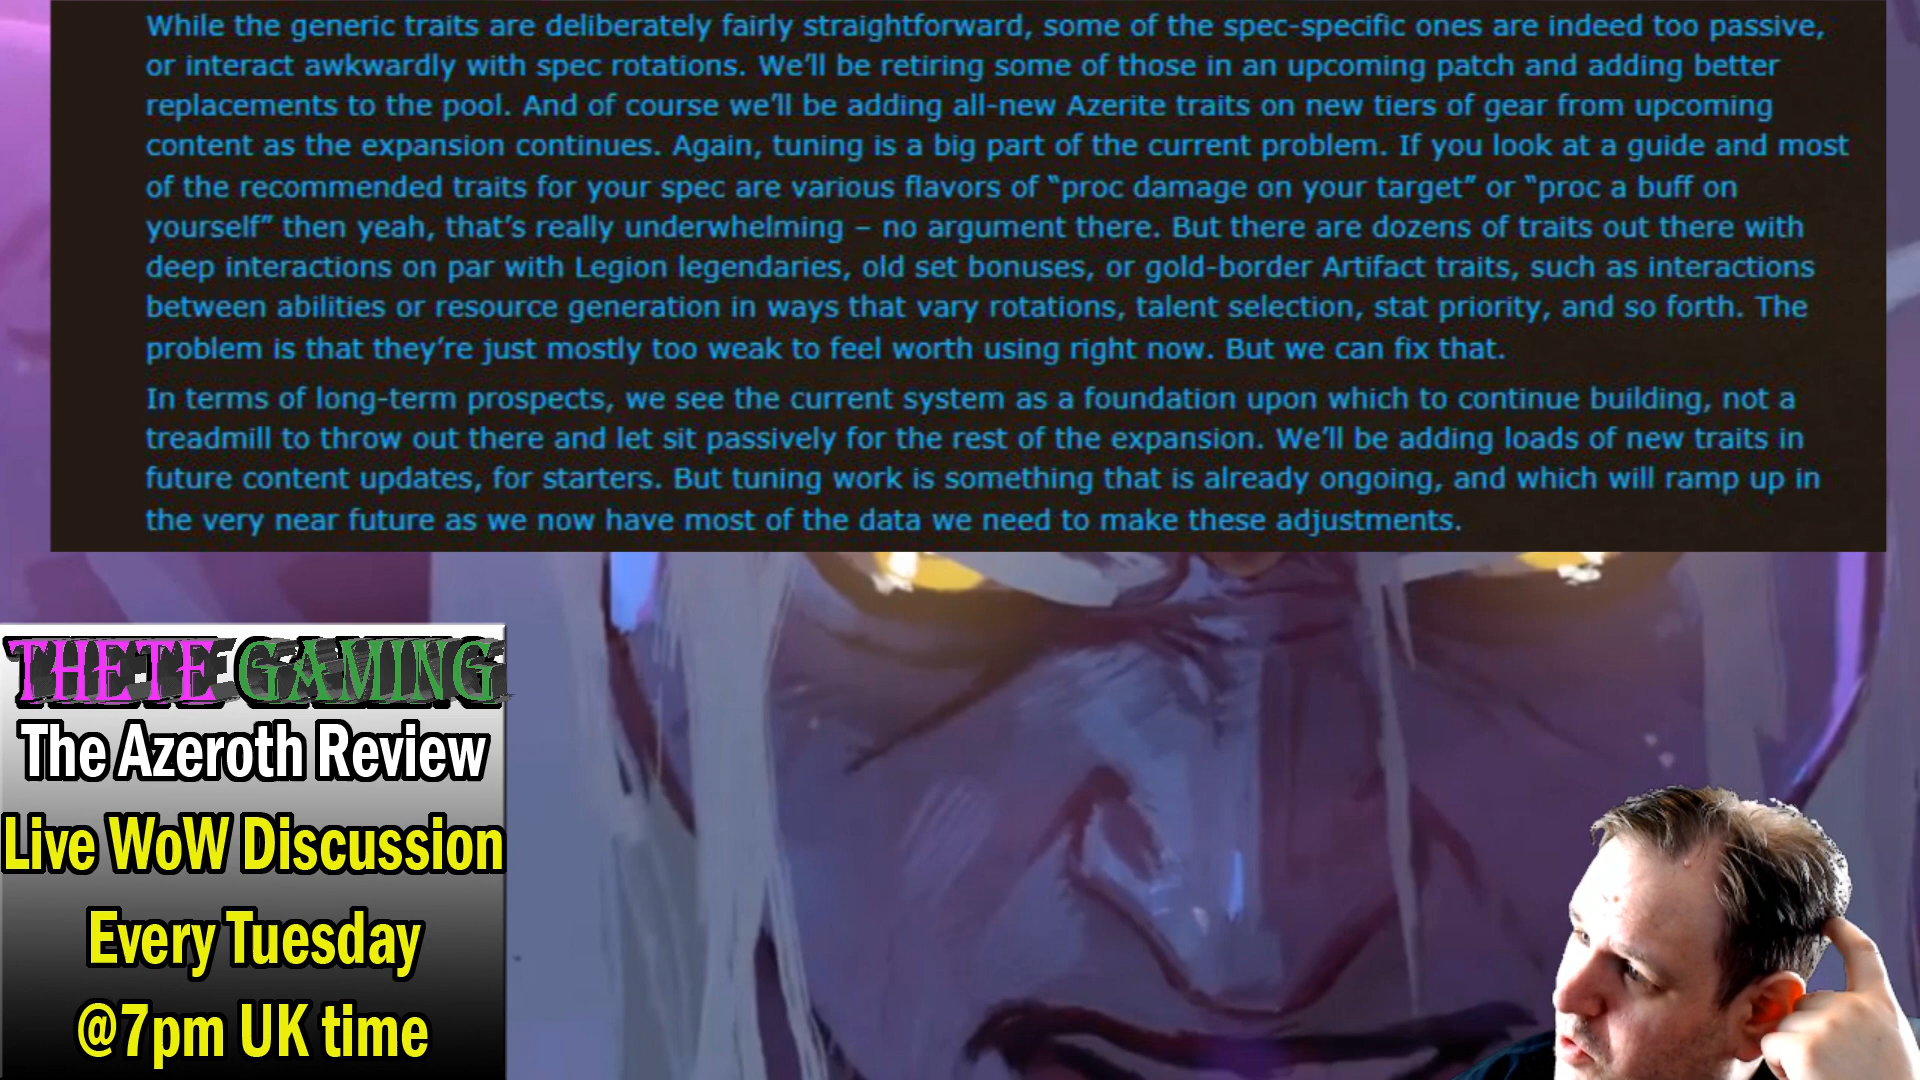 While the generic traits are deliberately fairly straightforward, some of the spec-specific ones are indeed too passive,
or interact awkwardly with spec rotations. We’ll be retiring some of those in an upcoming patch and adding better
replacements to the pool. And of course we’ll be adding all-new Azerite traits on new tiers of gear from upcoming
content as the expansion continues. Again, tuning is a big part of the current problem. If you look at a guide and most
of the recommended traits for your spec are various flavors of “proc damage on your target” or “proc a buff on
yourself” then yeah, that’s really underwhelming – no argument there. But there are dozens of traits out there with
deep interactions on par with Legion legendaries, old set bonuses, or gold-border Artifact traits, such as interactions
between abilities or resource generation in ways that vary rotations, talent selection, stat priority, and so forth. The
problem is that they’re just mostly too weak to feel worth using right now. But we can fix that.
In terms of long-term prospects, we see the current system as a foundation upon which to continue building, not a
treadmill to throw out there and let sit passively for the rest of the expansion. We’ll be adding loads of new traits in
future content updates, for starters. But tuning work is something that is already ongoing, and which will ramp up in
the very near future as we now have most of the data we need to make these adjustments.
THETE GAMING
The Azeroth Review
Live WoW Discussion
Every Tuesday
@7pm UK time